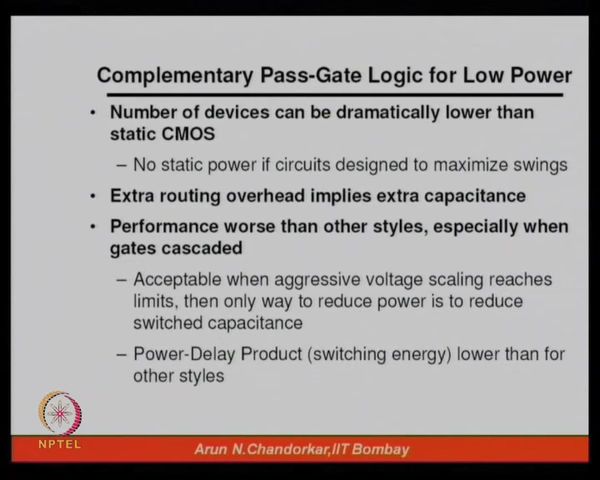 Complementary Pass-Gate Logic for Low Power
• Number of devices can be dramatically lower than
static CMOS
– No static power if circuits designed to maximize swings
• Extra routing overhead implies extra capacitance
• Performance worse than other styles, especially when
gates cascaded
– Acceptable when aggressive voltage scaling reaches
limits, then only way to reduce power is to reduce
switched capacitance
– Power-Delay Product (switching energy) lower than for
other styles
NPTEL
Arun N.Chandorkar,IIT Bombay